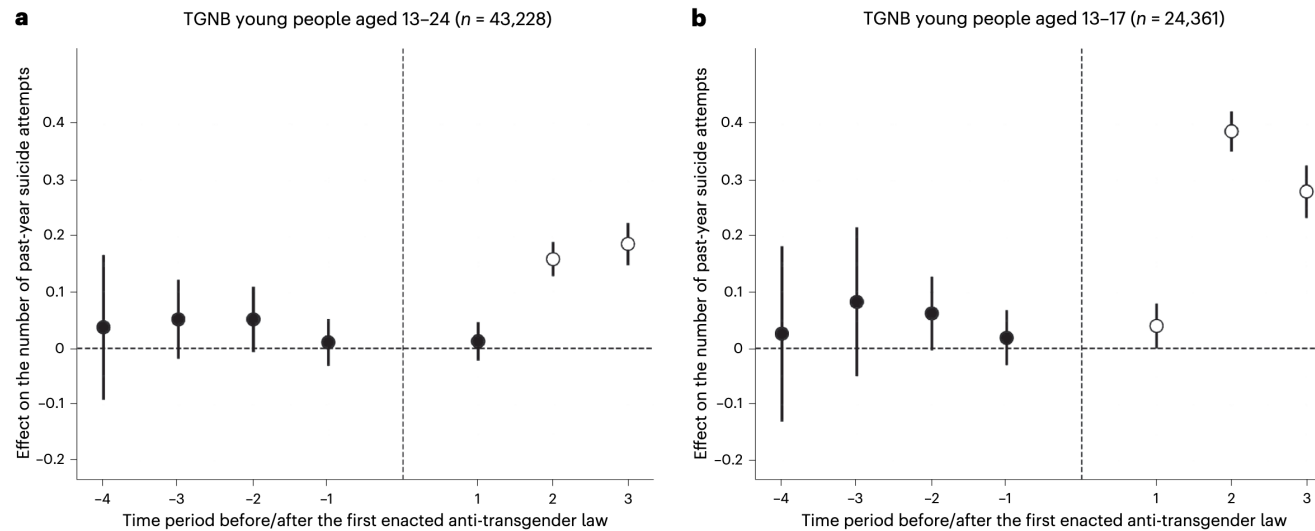 a
TGNB young people aged 13–24 (n = 43,228)
Effect on the number of past-year suicide attempts
0.4
0.3
0.2
0.1
0
−0.1
−0.2
−4 −3 −2 −1 1 2 3
Time period before/after the first enacted anti-transgender law
b
TGNB young people aged 13–17 (n = 24,361)
Effect on the number of past-year suicide attempts
0.4
0.3
0.2
0.1
0
−0.1
−0.2
−4 −3 −2 −1 1 2 3
Time period before/after the first enacted anti-transgender law